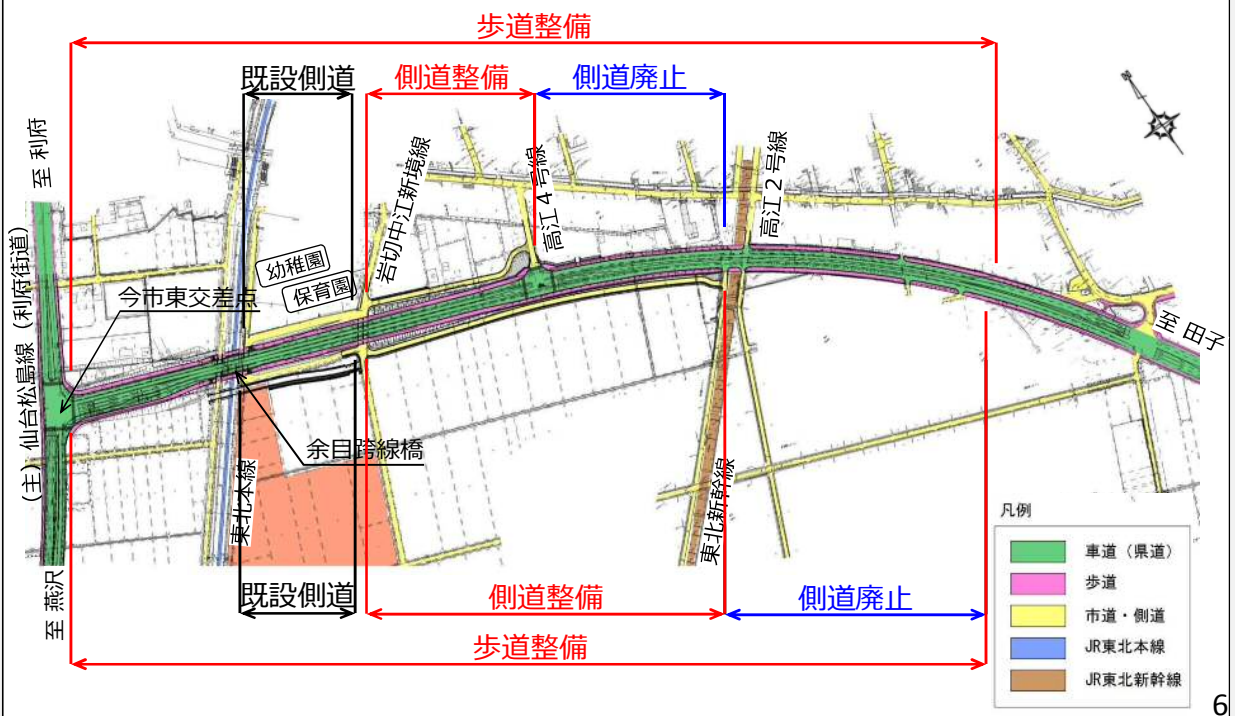 歩道整備
既設側道
側道整備
側道廃止
至 利府
(主) 仙台松島線 (利府街道)
今市東交差点
幼稚園
保育園
岩切中江新境線
高江4号線
高江2号線
至 田子
余目跨線橋
東北本線
東北新幹線
至 燕沢
既設側道
側道整備
側道廃止
歩道整備
凡例
車道(県道)
歩道
市道・側道
JR東北本線
JR東北新幹線
6